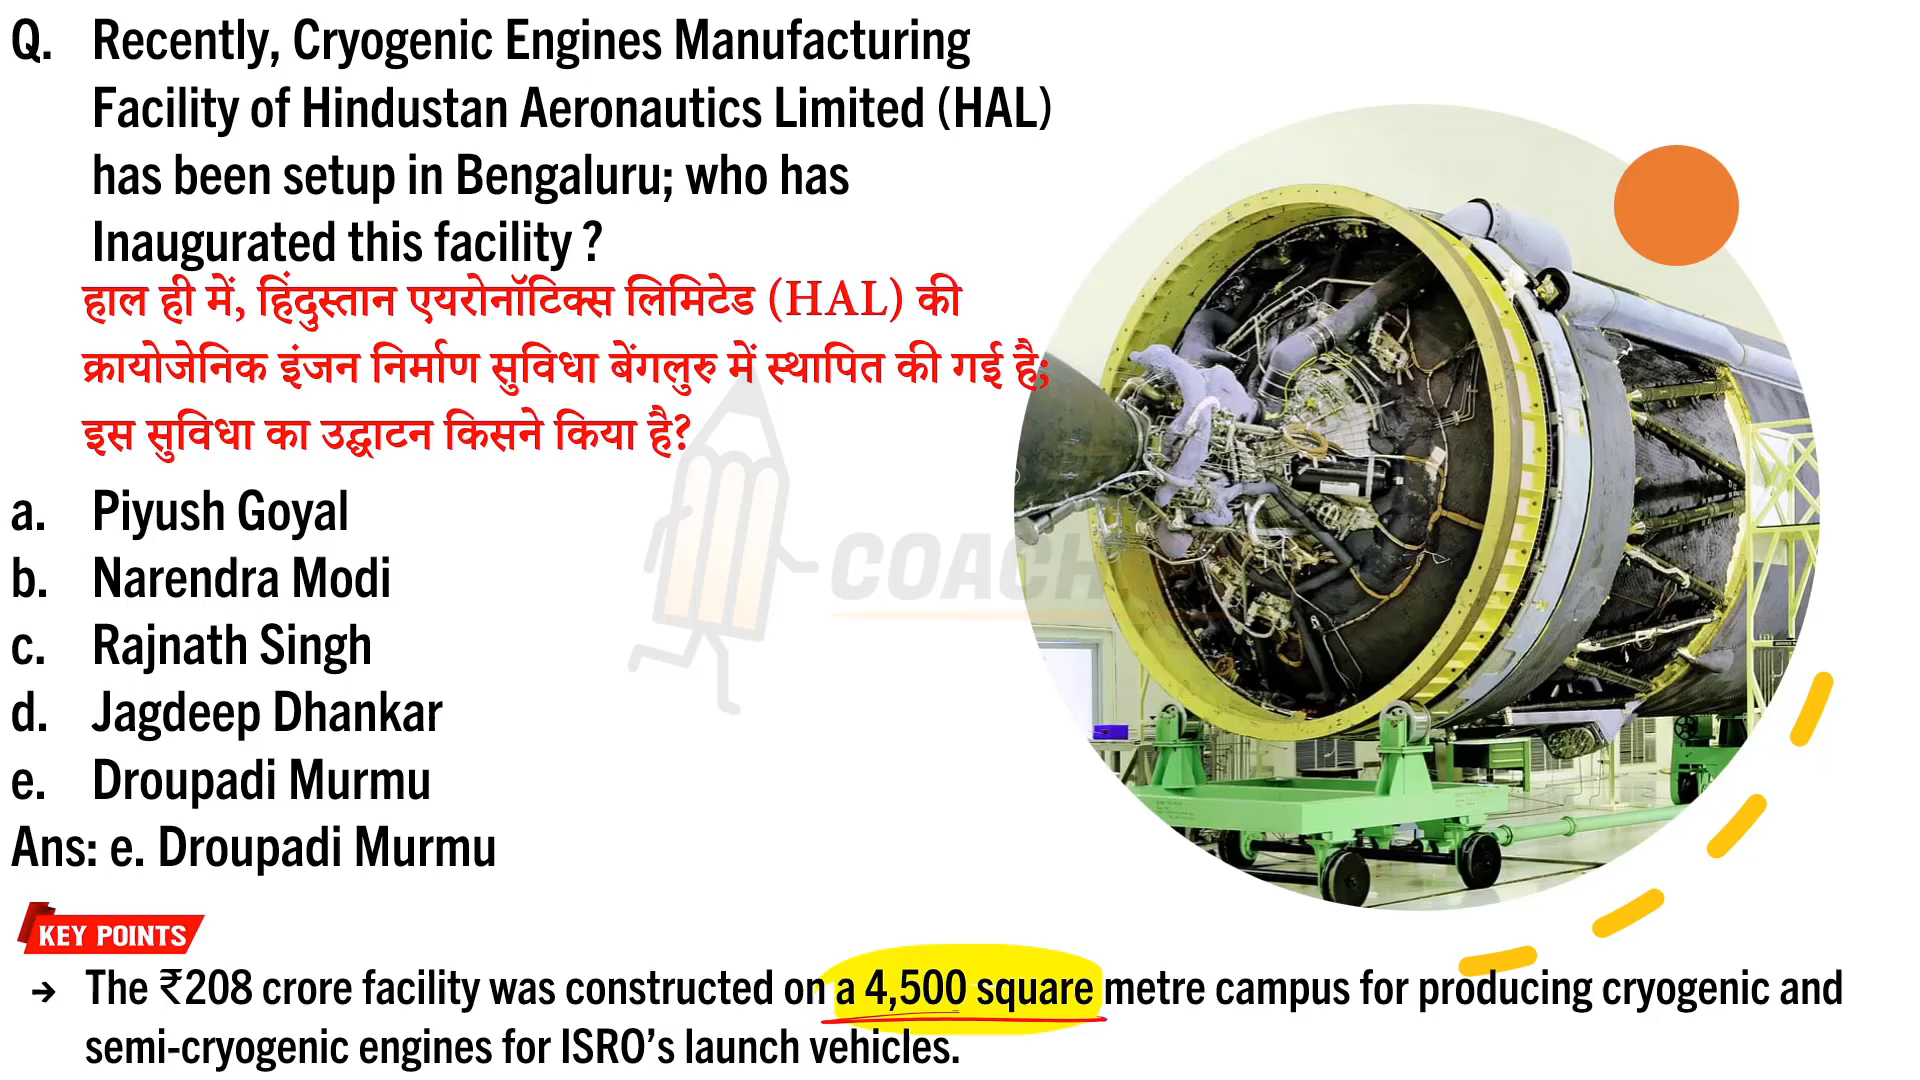 Q. Recently, Cryogenic Engines Manufacturing
Facility of Hindustan Aeronautics Limited (HAL)
has been setup in Bengaluru; who has
Inaugurated this facility ?
हाल ही में, हिंदुस्तान एयरोनॉटिक्स लिमिटेड (HAL) की
क्रायोजेनिक इंजन निर्माण सुविधा बेंगलुरु में स्थापित की गई है;
इस सुविधा का उद्घाटन किसने किया है?
a. Piyush Goyal
b. Narendra Modi
COACH
c. Rajnath Singh
d. Jagdeep Dhankar
e. Droupadi Murmu
Ans: e. Droupadi Murmu
KEY POINTS
→ The ₹208 crore facility was constructed on a 4,500 square metre campus for producing cryogenic and
semi-cryogenic engines for ISRO’s launch vehicles.